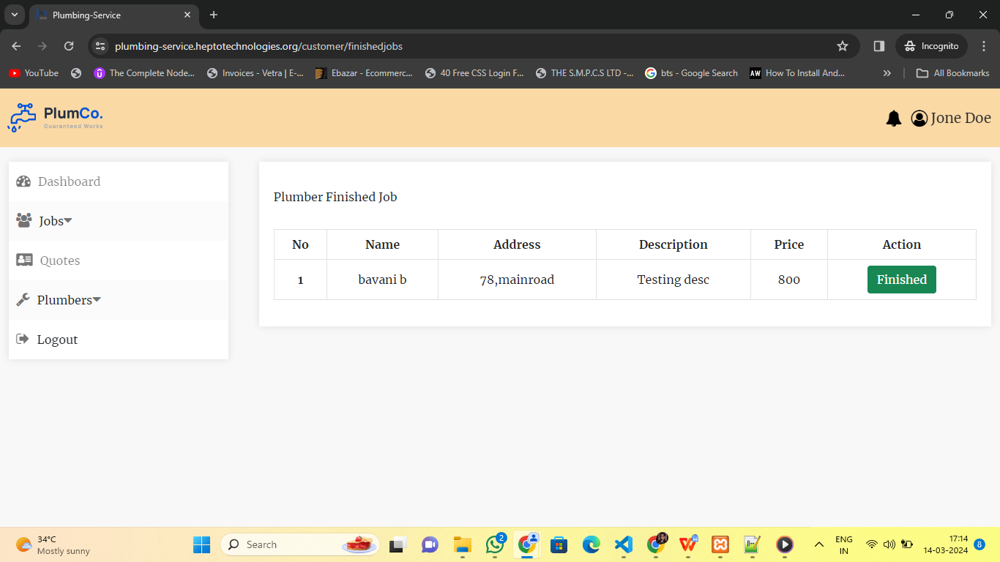 Plumbing-Service
plumbing-service.heptotechnologies.org/customer/finishedjobs
Incognito
YouTube
The Complete Node...
Invoices - Vetra | E-...
Ebazar - Ecommerc...
40 Free CSS Login F...
THE S.M.P.C.S LTD -...
bts - Google Search
AW
How To Install And...
All Bookmarks
PlumCo.
Guaranteed Works
Jone Doe
Dashboard
Jobs
Quotes
Plumbers
Logout
Plumber Finished Job
No Name Address Description Price Action
1 bavani b 78,mainroad Testing desc 800 Finished
34°C
Mostly sunny
Search
2
ENG
IN
17:14
14-03-2024
8